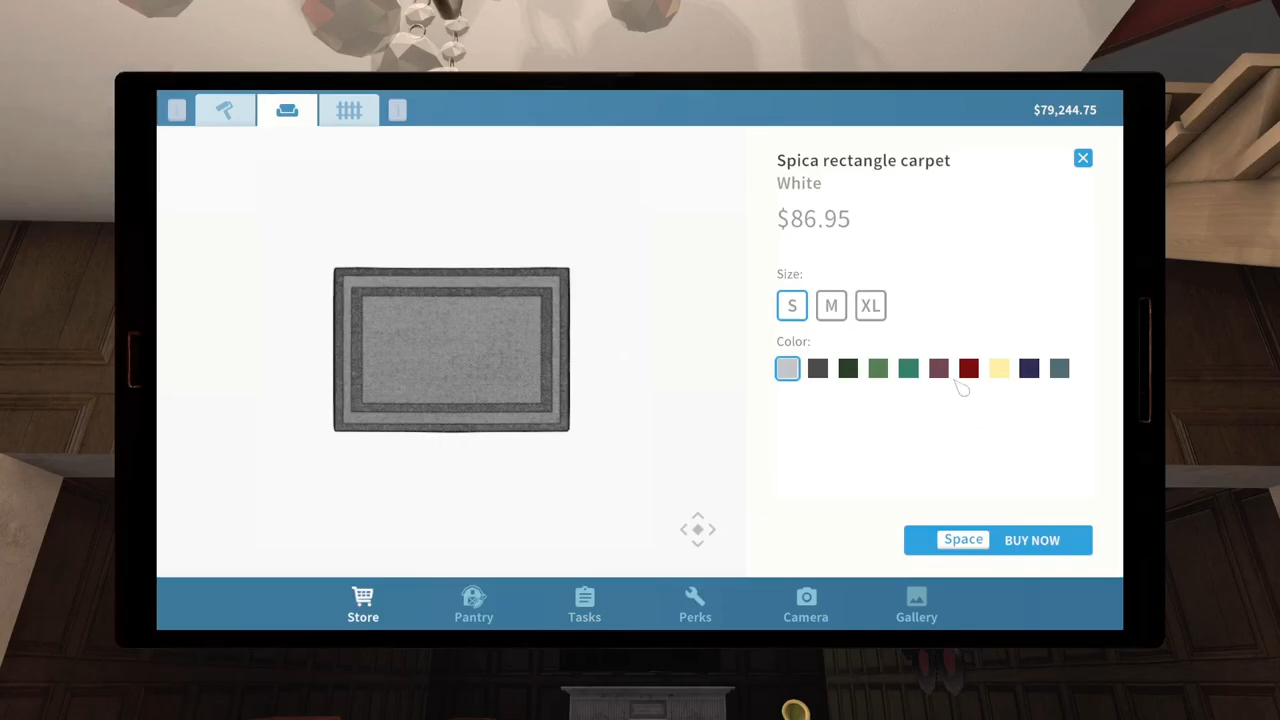 $79,244.75
Spica rectangle carpet
White
$86.95
Size:
S M XL
Color:
Space BUY NOW
Store Pantry Tasks Perks Camera Gallery